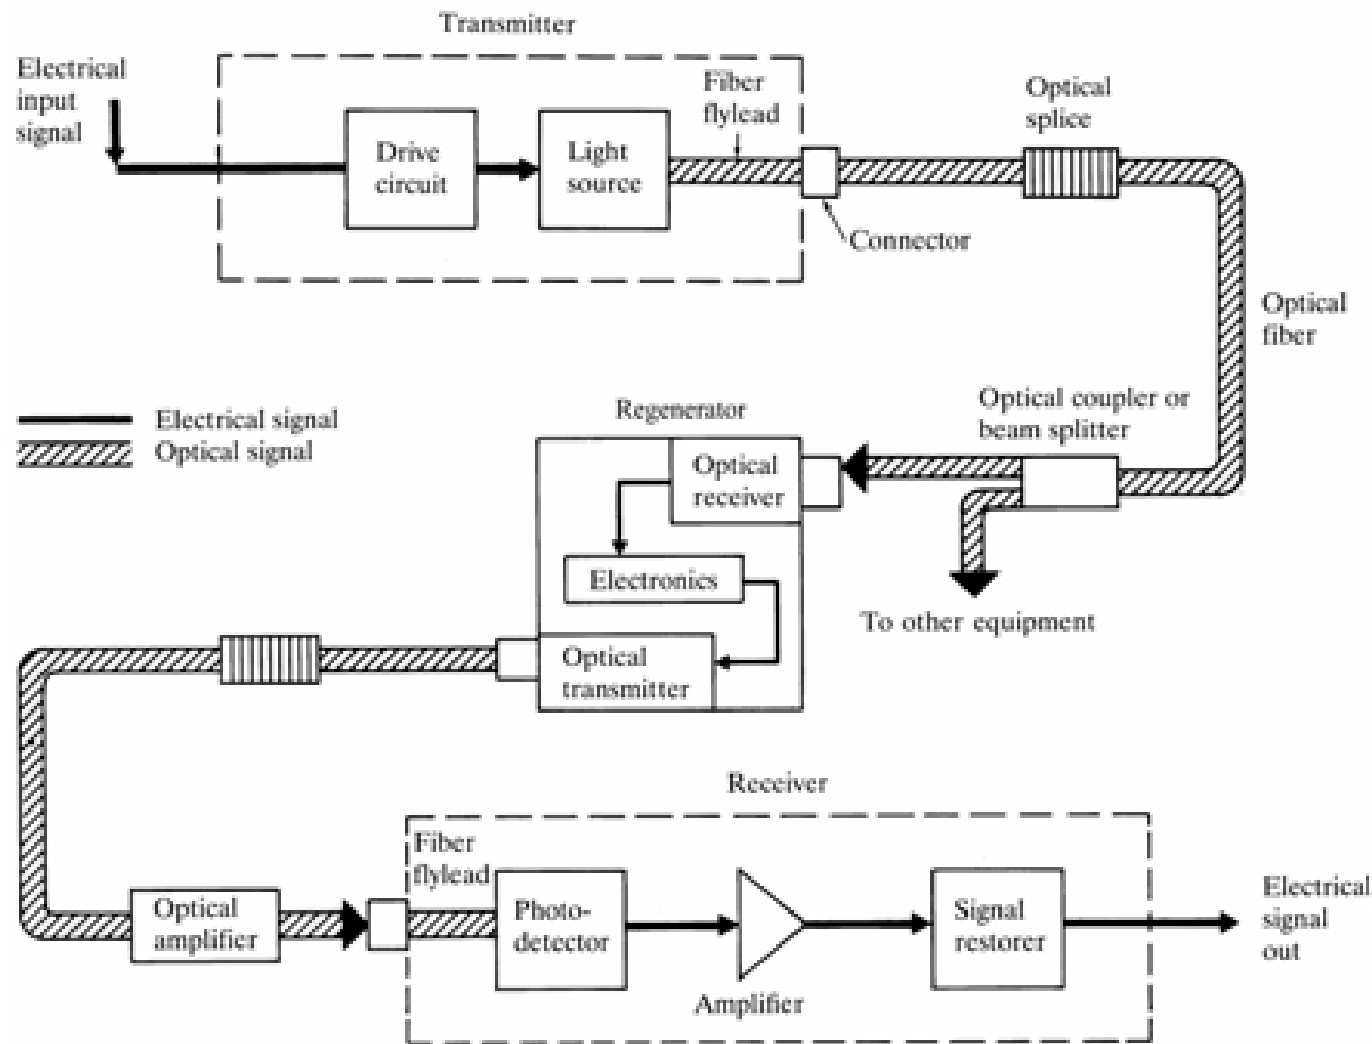 Transmitter
Electrical
input
signal
Fiber
flylead
Optical
splice
Drive
circuit
Light
source
Connector
Optical
fiber
Electrical signal
Optical signal
Regenerator
Optical coupler or
beam splitter
Optical
receiver
Electronics
To other equipment
Optical
transmitter
Receiver
Fiber
flylead
Optical
amplifier
Photo-
detector
Amplifier
Signal
restorer
Electrical
signal
out